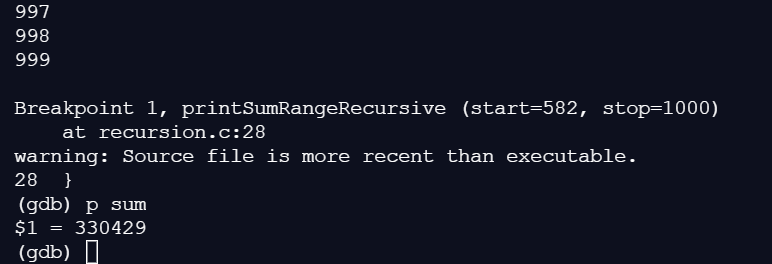 997
998
999

Breakpoint 1, printSumRangeRecursive (start=582, stop=1000)
    at recursion.c:28
warning: Source file is more recent than executable.
28  }
(gdb) p sum
$1 = 330429
(gdb)